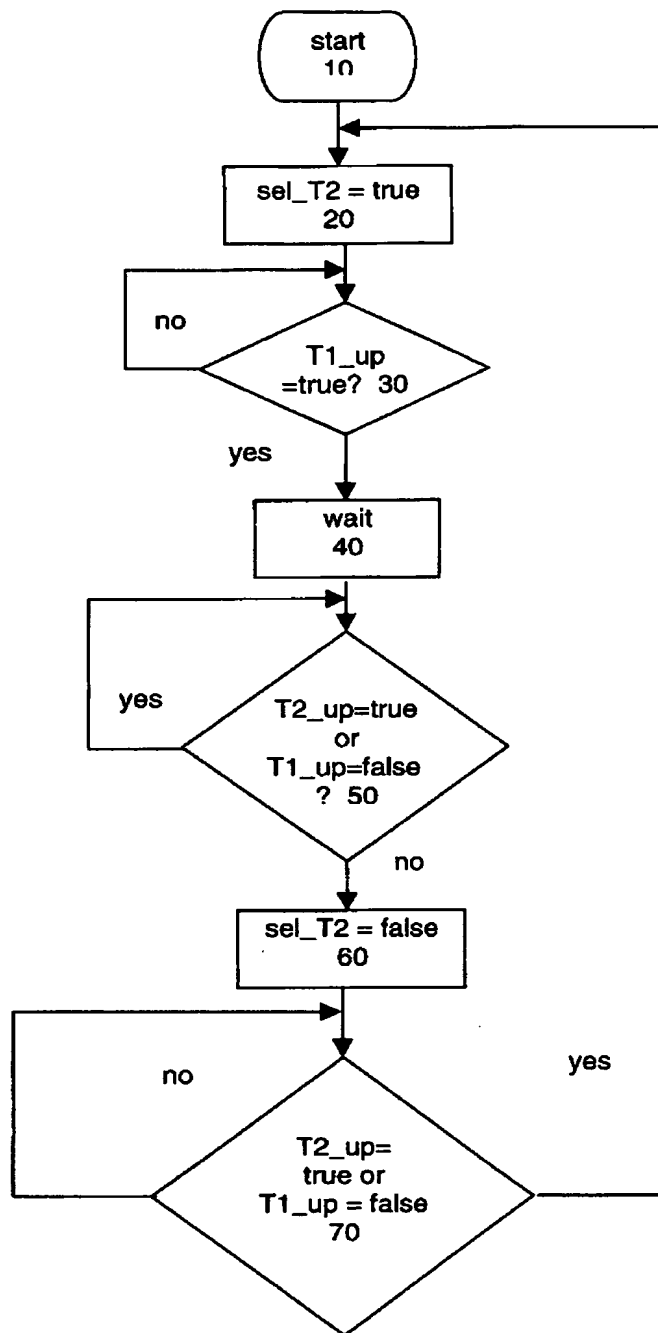 start
10
sel_T2 = true
20
no
T1_up
=true? 30
yes
wait
40
yes
T2_up=true
or
T1_up=false
? 50
no
sel_T2 = false
60
no
yes
T2_up=
true or
T1_up = false
70